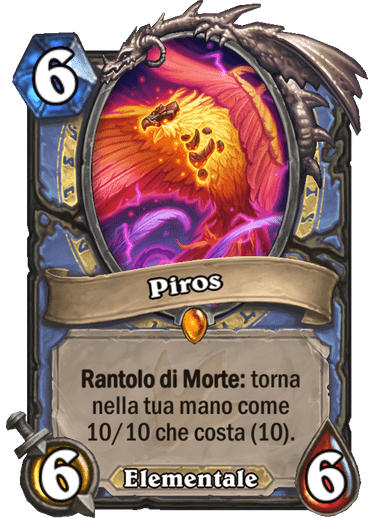 6
Piros
Rantolo di Morte: torna
nella tua mano come
10/10 che costa (10).
6
Elementale
6